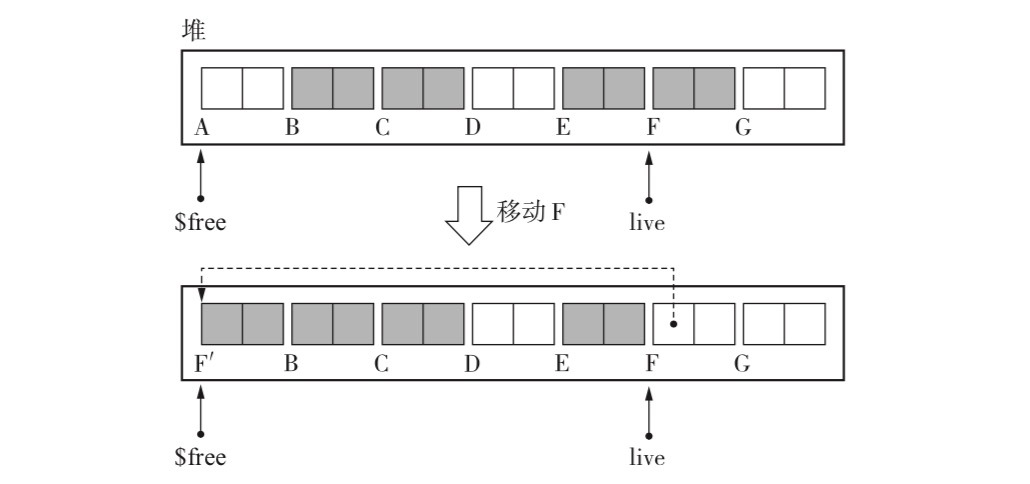 堆
A B C D E F G
$free live
移动 F
F′ B C D E F G
$free live